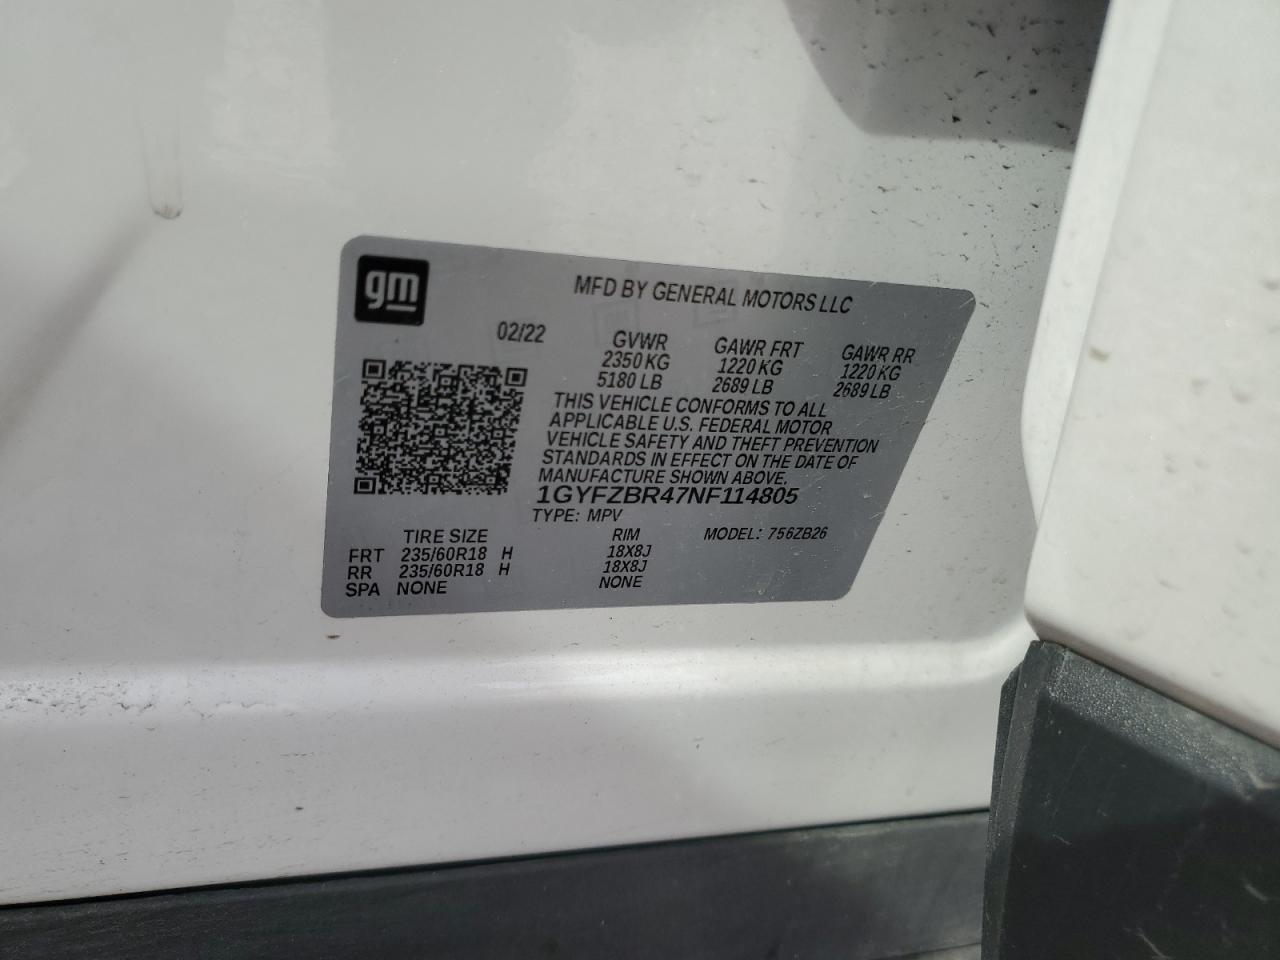 gm
MFD BY GENERAL MOTORS LLC
02/22
GVWR GAWR FRT GAWR RR
2350 KG 1220 KG 1220 KG
5180 LB 2689 LB 2689 LB
THIS VEHICLE CONFORMS TO ALL
APPLICABLE U.S. FEDERAL MOTOR
VEHICLE SAFETY AND THEFT PREVENTION
STANDARDS IN EFFECT ON THE DATE OF
MANUFACTURE SHOWN ABOVE.
1GYFZBR47NF114805
TYPE: MPV
TIRE SIZE RIM MODEL: 756ZB26
FRT 235/60R18 H 18X8J
RR 235/60R18 H 18X8J
SPA NONE NONE